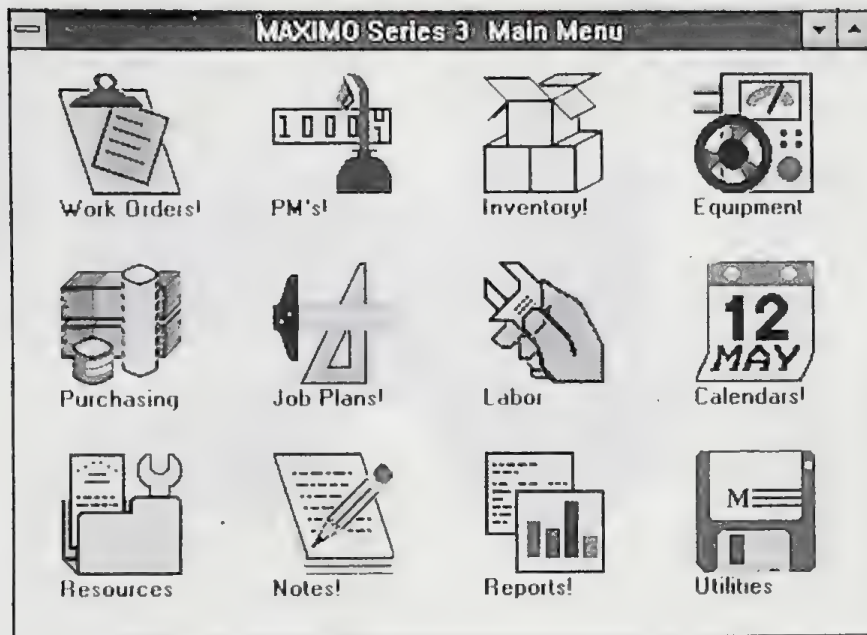 MAXIMO Series 3 Main Menu
Work Orders!
PM's!
Inventory!
Equipment
Purchasing
Job Plans!
Labor
12
MAY
Calendars!
Resources
Notes!
Reports!
M
Utilities